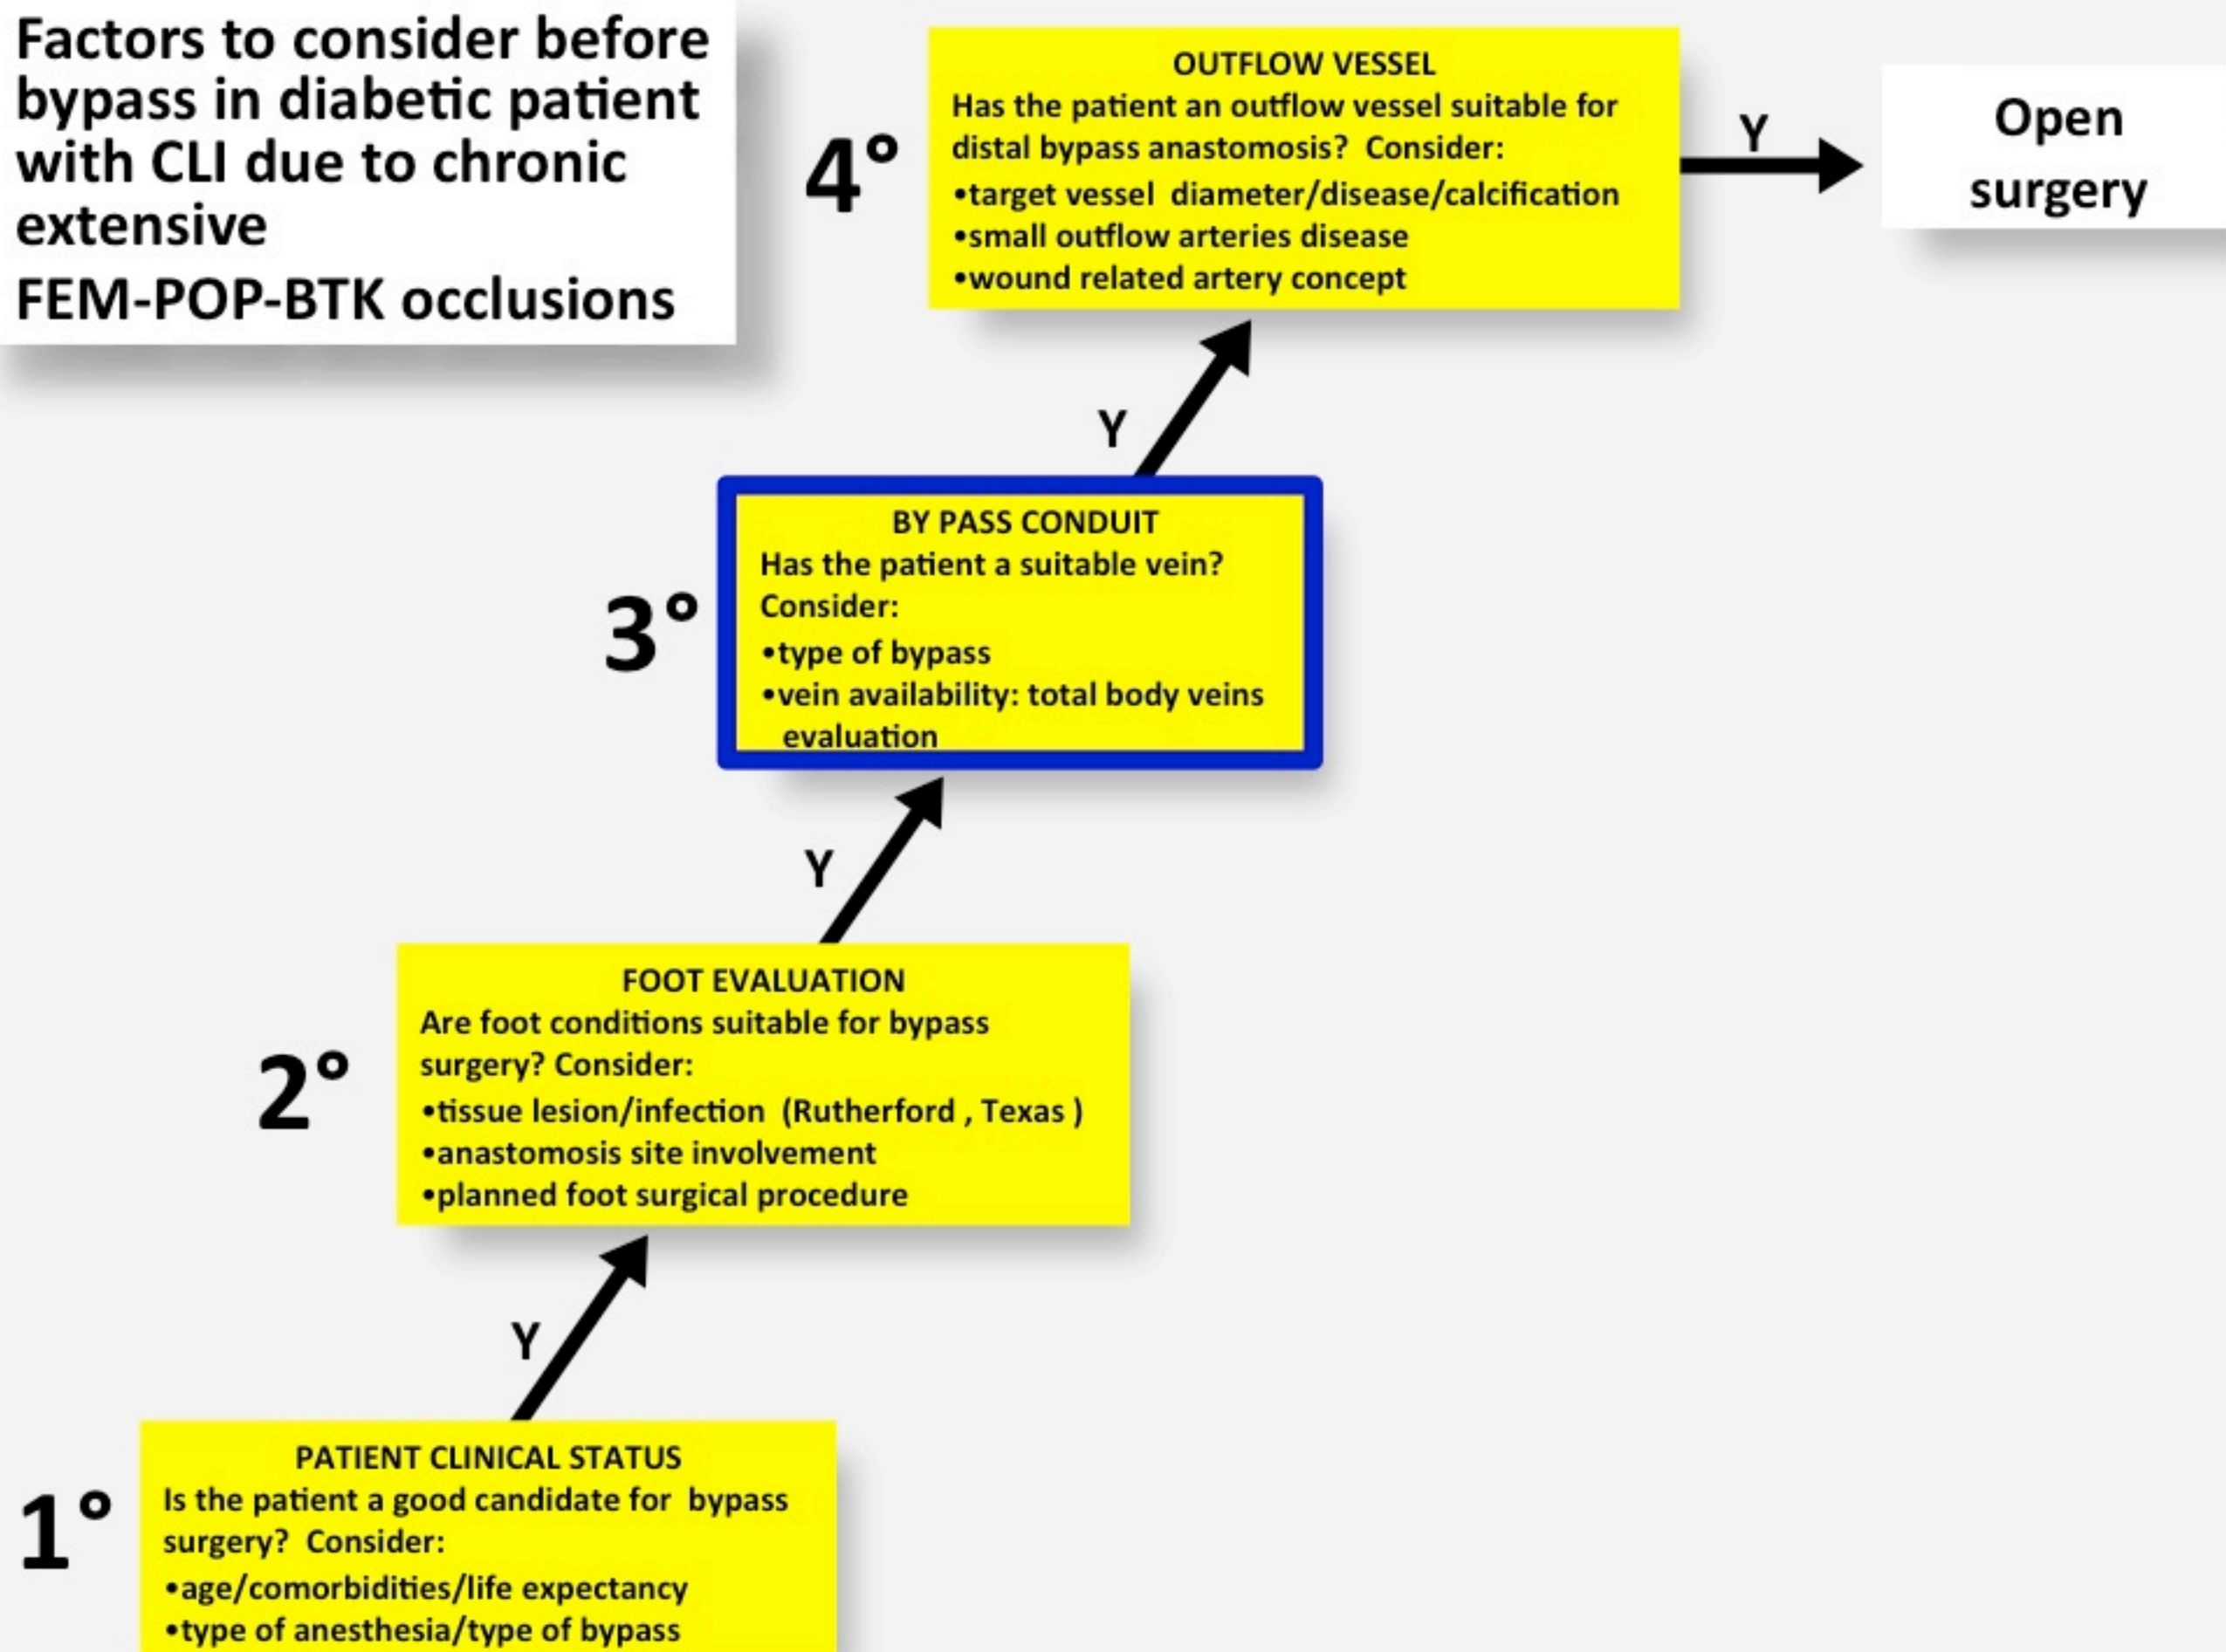 Factors to consider before
bypass in diabetic patient
with CLI due to chronic
extensive
FEM-POP-BTK occlusions
4°
OUTFLOW VESSEL
Has the patient an outflow vessel suitable for
distal bypass anastomosis? Consider:
•target vessel diameter/disease/calcification
•small outflow arteries disease
•wound related artery concept
Y
Open
surgery
Y
3°
BY PASS CONDUIT
Has the patient a suitable vein?
Consider:
•type of bypass
•vein availability: total body veins
evaluation
Y
2°
FOOT EVALUATION
Are foot conditions suitable for bypass
surgery? Consider:
•tissue lesion/infection (Rutherford , Texas )
•anastomosis site involvement
•planned foot surgical procedure
Y
1°
PATIENT CLINICAL STATUS
Is the patient a good candidate for bypass
surgery? Consider:
•age/comorbidities/life expectancy
•type of anesthesia/type of bypass